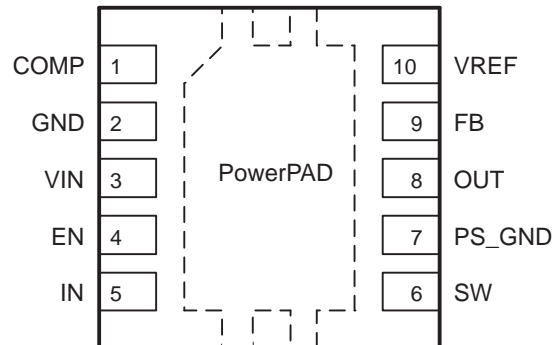 COMP 1 10 VREF
GND 2 9 FB
VIN 3 PowerPAD 8 OUT
EN 4 7 PS_GND
IN 5 6 SW